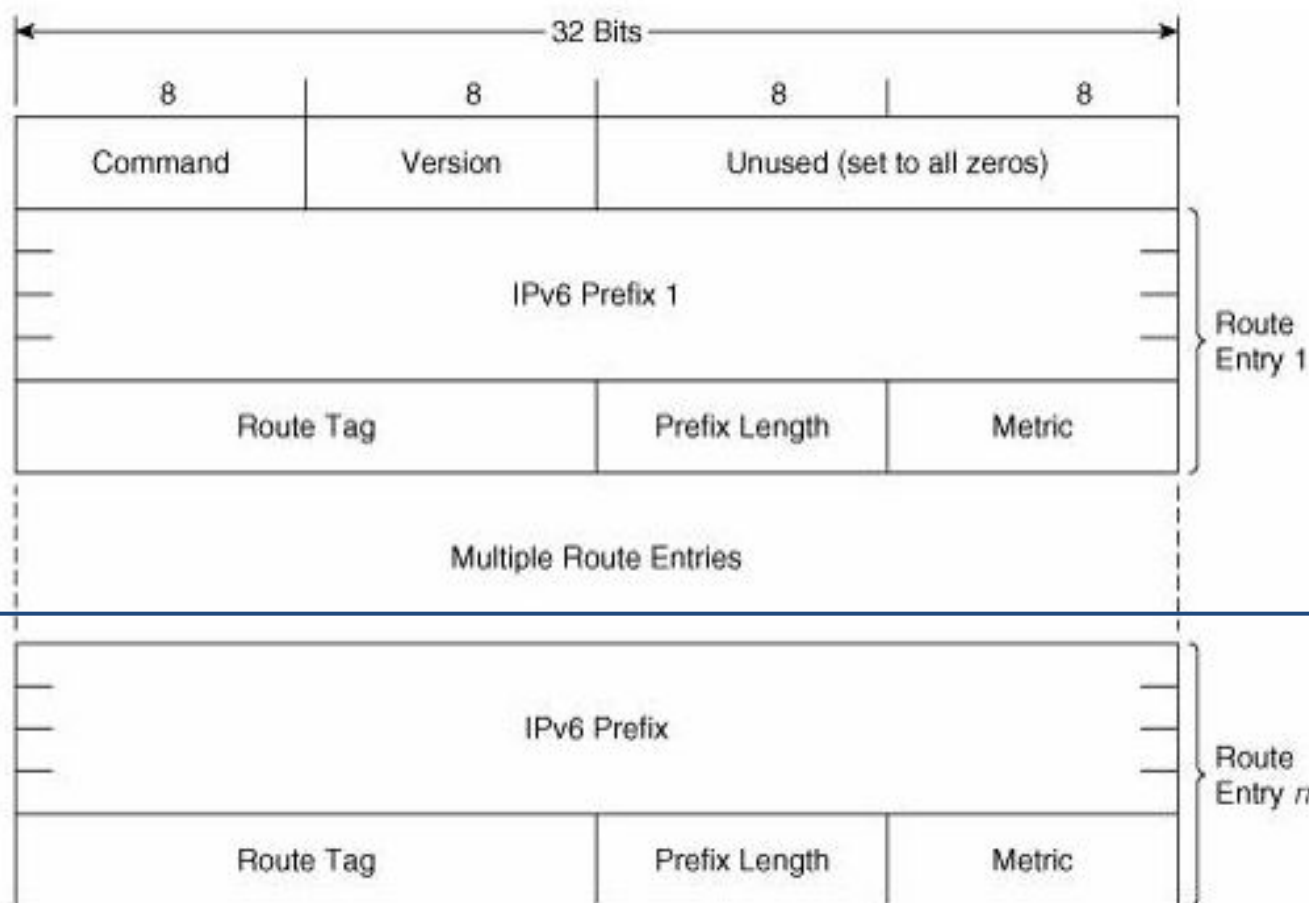 32 Bits
8 8 8 8
Command Version Unused (set to all zeros)
IPv6 Prefix 1
Route
Entry 1
Route Tag Prefix Length Metric
Multiple Route Entries
IPv6 Prefix
Route
Entry n
Route Tag Prefix Length Metric